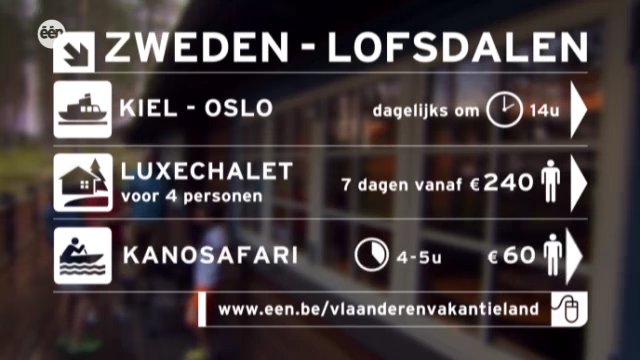 één
ZWEDEN - LOFSDALEN
KIEL - OSLO dagelijks om 14u
LUXECHALET
voor 4 personen 7 dagen vanaf € 240
KANOSAFARI 4-5u € 60
www.een.be/vlaanderenvakantieland